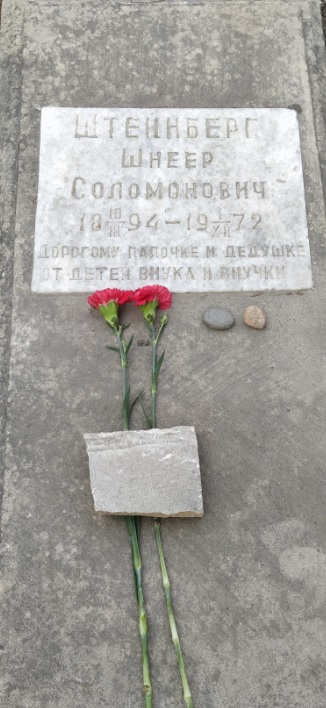 ШТЕЙНБЕРГ
ШНЕЕР
СОЛОМОНОВИЧ
18 18/III 94 – 19 1/XII 72
ДОРОГОМУ ПАПОЧКЕ И ДЕДУШКЕ
ОТ ДЕТЕЙ ВНУКА И ВНУЧКИ